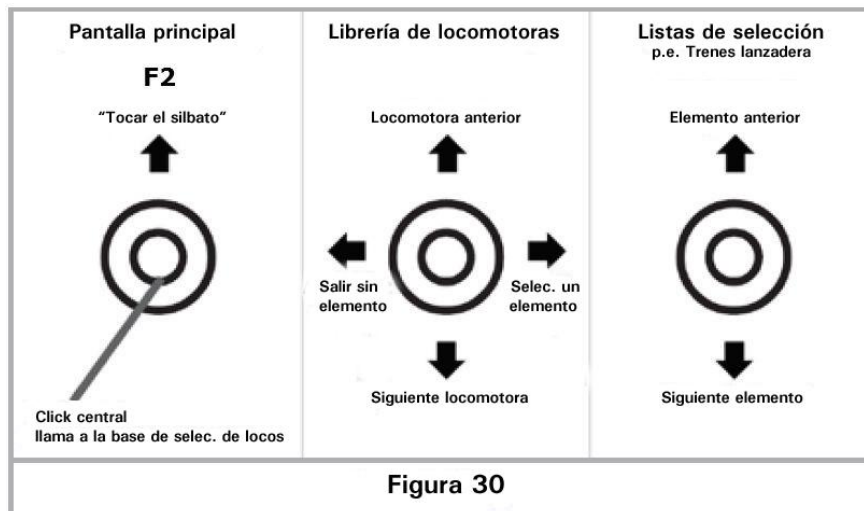 Pantalla principal
F2
"Tocar el silbato"
Click central
llama a la base de selec. de locos
Librería de locomotoras
Locomotora anterior
Salir sin
elemento
Selec. un
elemento
Siguiente locomotora
Listas de selección
p.e. Trenes lanzadera
Elemento anterior
Siguiente elemento
Figura 30